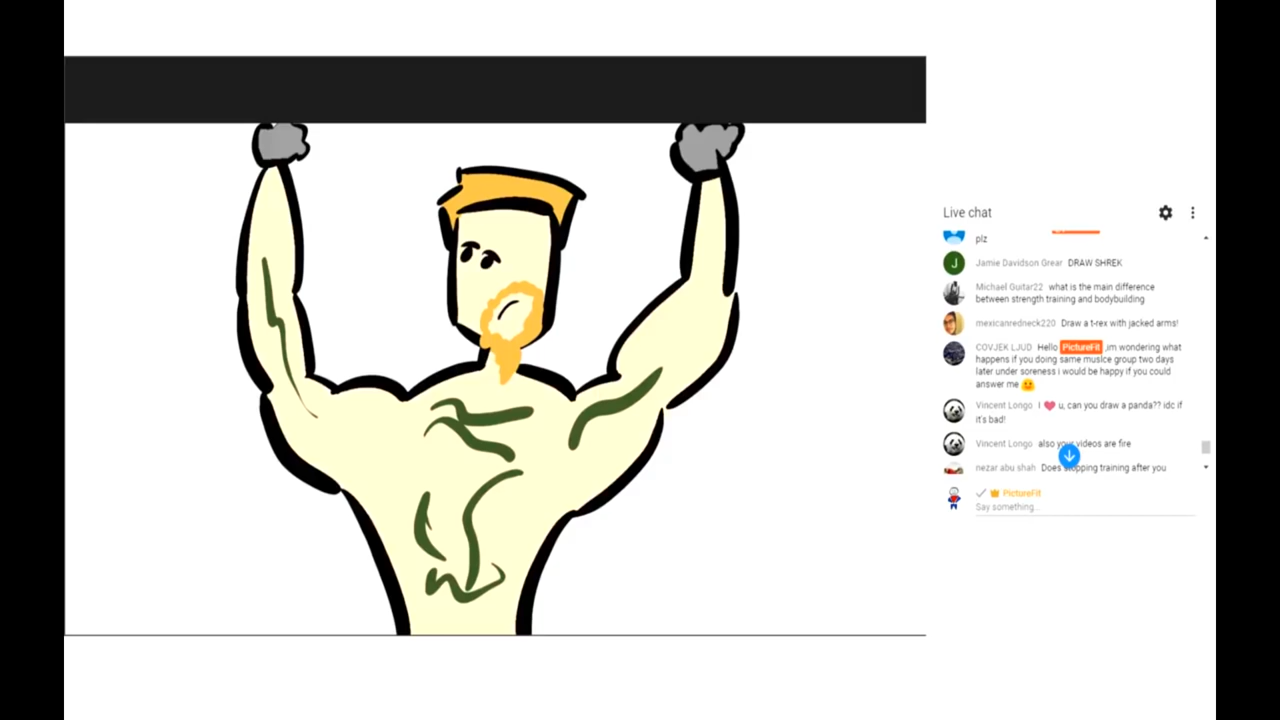 Live chat
plz
Jamie Davidson Grear DRAW SHREK
Michael Guitar22 what is the main difference
between strength training and bodybuilding
mexicanredneck220 Draw a t-rex with jacked arms!
COVJEK LJUD Hello PictureFit ,im wondering what
happens if you doing same muslce group two days
later under soreness i would be happy if you could
answer me
Vincent Longo I u, can you draw a panda?? idc if
it's bad!
Vincent Longo also your videos are fire
nezar abu shah Does stopping training after you
PictureFit
Say something...